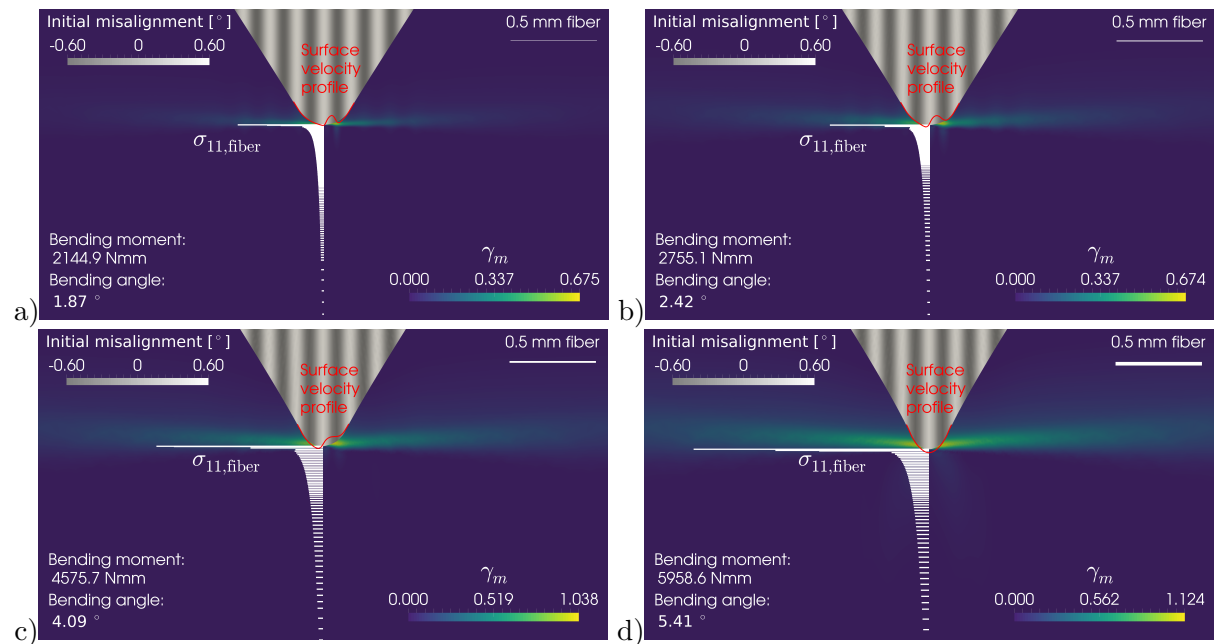 Initial misalignment [°]
-0.60 0 0.60
0.5 mm fiber
Surface
velocity
profile
σ11,fiber
Bending moment:
2144.9 Nmm
Bending angle:
1.87 °
γm
0.000 0.337 0.675
a)
Initial misalignment [°]
-0.60 0 0.60
0.5 mm fiber
Surface
velocity
profile
σ11,fiber
Bending moment:
2755.1 Nmm
Bending angle:
2.42 °
γm
0.000 0.337 0.674
b)
Initial misalignment [°]
-0.60 0 0.60
0.5 mm fiber
Surface
velocity
profile
σ11,fiber
Bending moment:
4575.7 Nmm
Bending angle:
4.09 °
γm
0.000 0.519 1.038
c)
Initial misalignment [°]
-0.60 0 0.60
0.5 mm fiber
Surface
velocity
profile
σ11,fiber
Bending moment:
5958.6 Nmm
Bending angle:
5.41 °
γm
0.000 0.562 1.124
d)